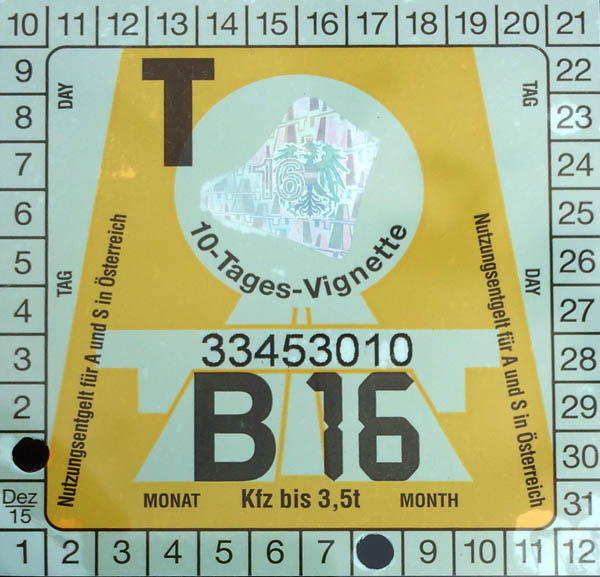 10 11 12 13 14 15 16 17 18 19 20 21
9 22
8 23
7 24
6 25
5 26
4 27
3 28
2 29
30
Dez 15 31
1 2 3 4 5 6 7 9 10 11 12
DAY
TAG
T
16
10-Tages-Vignette
TAG
DAY
Nutzungsentgelt für A und S in Österreich
Nutzungsentgelt für A und S in Österreich
33453010
B 16
MONAT Kfz bis 3,5t MONTH